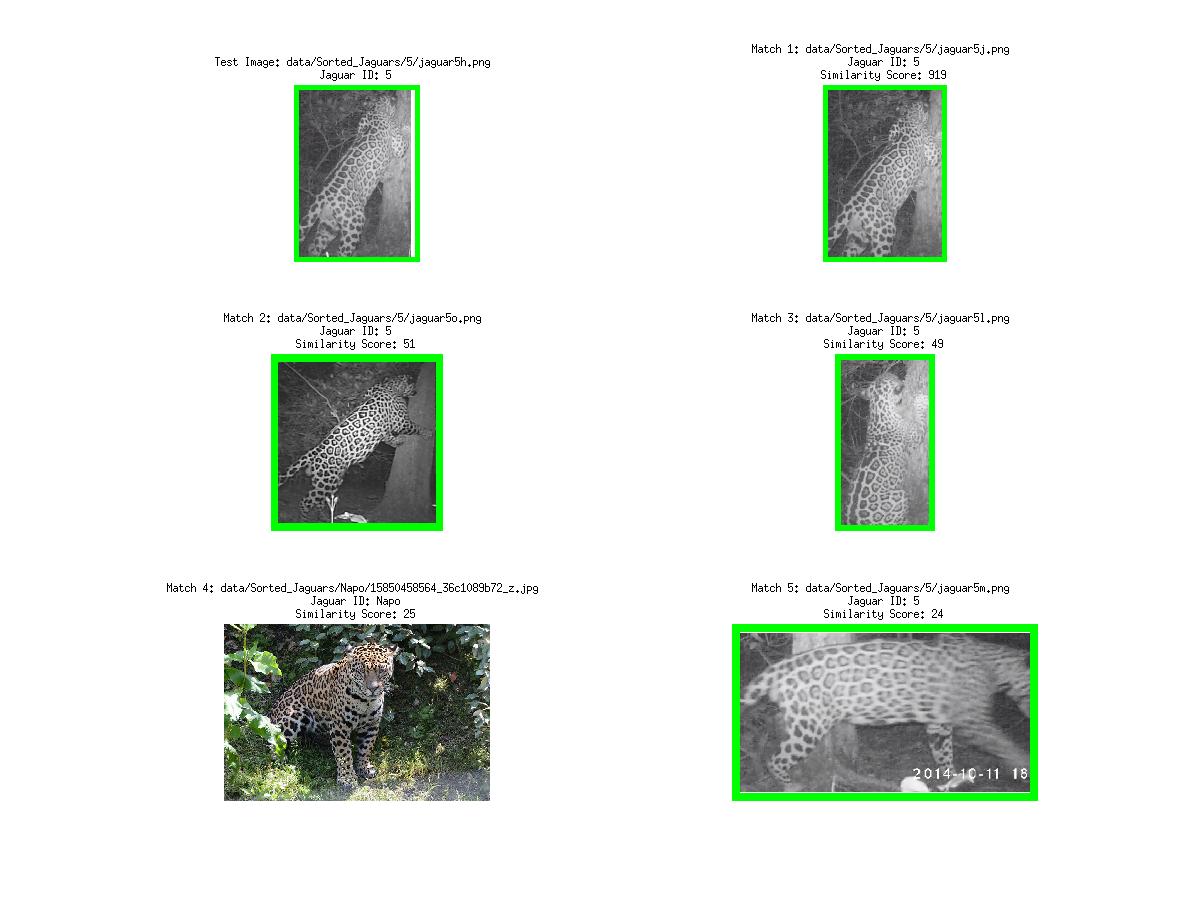 Test Image: data/Sorted_Jaguars/5/jaguar5h.png
Jaguar ID: 5
Match 1: data/Sorted_Jaguars/5/jaguar5j.png
Jaguar ID: 5
Similarity Score: 919
Match 2: data/Sorted_Jaguars/5/jaguar5o.png
Jaguar ID: 5
Similarity Score: 51
Match 3: data/Sorted_Jaguars/5/jaguar5l.png
Jaguar ID: 5
Similarity Score: 49
Match 4: data/Sorted_Jaguars/Napo/15850458564_36c1089b72_z.jpg
Jaguar ID: Napo
Similarity Score: 25
Match 5: data/Sorted_Jaguars/5/jaguar5m.png
Jaguar ID: 5
Similarity Score: 24
2014-10-11 18